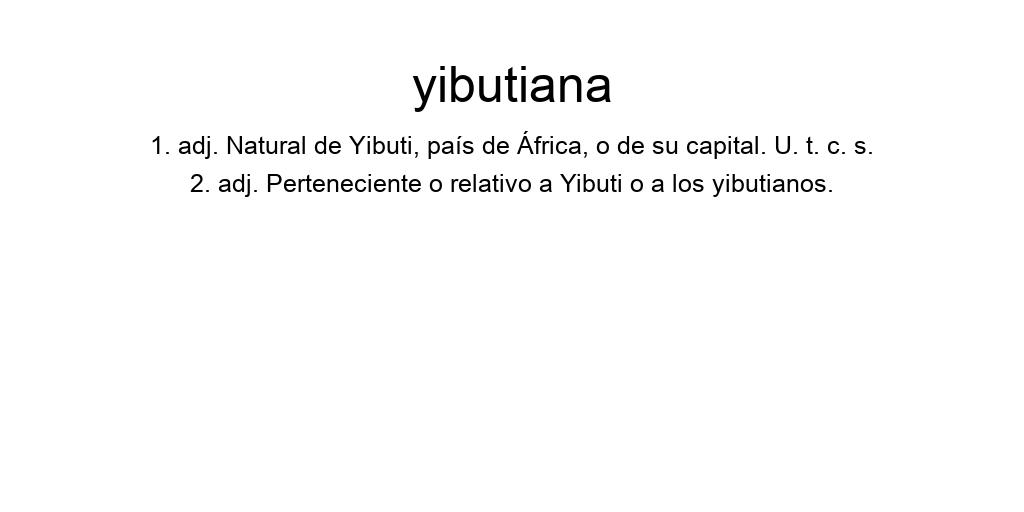 yibutiana
1. adj. Natural de Yibuti, país de África, o de su capital. U. t. c. s.
2. adj. Perteneciente o relativo a Yibuti o a los yibutianos.